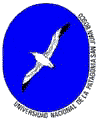 UNIVERSIDAD NACIONAL DE LA PATAGONIA SAN JUAN BOSCO